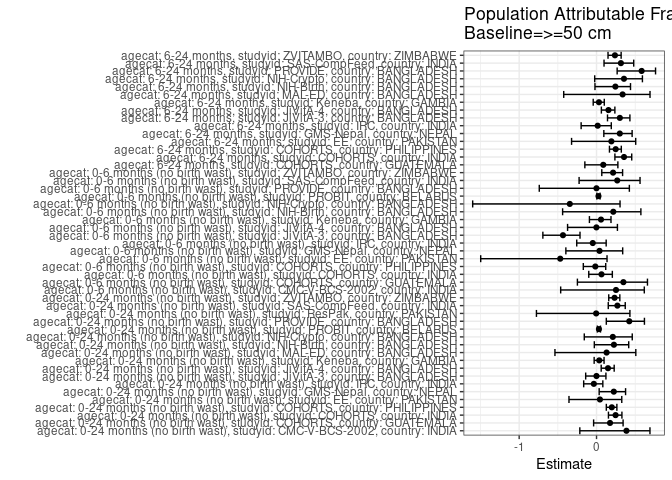 Population Attributable Fra
Baseline=>=50 cm
agecat: 6-24 months, studyid: ZVITAMBO, country: ZIMBABWE
agecat: 6-24 months, studyid: SAS-CompFeed, country: INDIA
agecat: 6-24 months, studyid: PROVIDE, country: BANGLADESH
agecat: 6-24 months, studyid: NIH-Crypto, country: BANGLADESH
agecat: 6-24 months, studyid: NIH-Birth, country: BANGLADESH
agecat: 6-24 months, studyid: MAL-ED, country: BANGLADESH
agecat: 6-24 months, studyid: Keneba, country: GAMBIA
agecat: 6-24 months, studyid: JiVitA-4, country: BANGLADESH
agecat: 6-24 months, studyid: JiVitA-3, country: BANGLADESH
agecat: 6-24 months, studyid: IRC, country: INDIA
agecat: 6-24 months, studyid: GMS-Nepal, country: NEPAL
agecat: 6-24 months, studyid: EE, country: PAKISTAN
agecat: 6-24 months, studyid: COHORTS, country: PHILIPPINES
agecat: 6-24 months, studyid: COHORTS, country: INDIA
agecat: 6-24 months, studyid: COHORTS, country: GUATEMALA
agecat: 0-6 months (no birth wast), studyid: ZVITAMBO, country: ZIMBABWE
agecat: 0-6 months (no birth wast), studyid: SAS-CompFeed, country: INDIA
agecat: 0-6 months (no birth wast), studyid: PROVIDE, country: BANGLADESH
agecat: 0-6 months (no birth wast), studyid: PROBIT, country: BELARUS
agecat: 0-6 months (no birth wast), studyid: NIH-Crypto, country: BANGLADESH
agecat: 0-6 months (no birth wast), studyid: NIH-Birth, country: BANGLADESH
agecat: 0-6 months (no birth wast), studyid: Keneba, country: GAMBIA
agecat: 0-6 months (no birth wast), studyid: JiVitA-4, country: BANGLADESH
agecat: 0-6 months (no birth wast), studyid: JiVitA-3, country: BANGLADESH
agecat: 0-6 months (no birth wast), studyid: IRC, country: INDIA
agecat: 0-6 months (no birth wast), studyid: GMS-Nepal, country: NEPAL
agecat: 0-6 months (no birth wast), studyid: EE, country: PAKISTAN
agecat: 0-6 months (no birth wast), studyid: COHORTS, country: PHILIPPINES
agecat: 0-6 months (no birth wast), studyid: COHORTS, country: INDIA
agecat: 0-6 months (no birth wast), studyid: COHORTS, country: GUATEMALA
agecat: 0-6 months (no birth wast), studyid: CMC-V-BCS-2002, country: INDIA
agecat: 0-24 months (no birth wast), studyid: ZVITAMBO, country: ZIMBABWE
agecat: 0-24 months (no birth wast), studyid: SAS-CompFeed, country: INDIA
agecat: 0-24 months (no birth wast), studyid: ResPak, country: PAKISTAN
agecat: 0-24 months (no birth wast), studyid: PROVIDE, country: BANGLADESH
agecat: 0-24 months (no birth wast), studyid: PROBIT, country: BELARUS
agecat: 0-24 months (no birth wast), studyid: NIH-Crypto, country: BANGLADESH
agecat: 0-24 months (no birth wast), studyid: NIH-Birth, country: BANGLADESH
agecat: 0-24 months (no birth wast), studyid: MAL-ED, country: BANGLADESH
agecat: 0-24 months (no birth wast), studyid: Keneba, country: GAMBIA
agecat: 0-24 months (no birth wast), studyid: JiVitA-4, country: BANGLADESH
agecat: 0-24 months (no birth wast), studyid: JiVitA-3, country: BANGLADESH
agecat: 0-24 months (no birth wast), studyid: IRC, country: INDIA
agecat: 0-24 months (no birth wast), studyid: GMS-Nepal, country: NEPAL
agecat: 0-24 months (no birth wast), studyid: EE, country: PAKISTAN
agecat: 0-24 months (no birth wast), studyid: COHORTS, country: PHILIPPINES
agecat: 0-24 months (no birth wast), studyid: COHORTS, country: INDIA
agecat: 0-24 months (no birth wast), studyid: COHORTS, country: GUATEMALA
agecat: 0-24 months (no birth wast), studyid: CMC-V-BCS-2002, country: INDIA
-1 0
Estimate